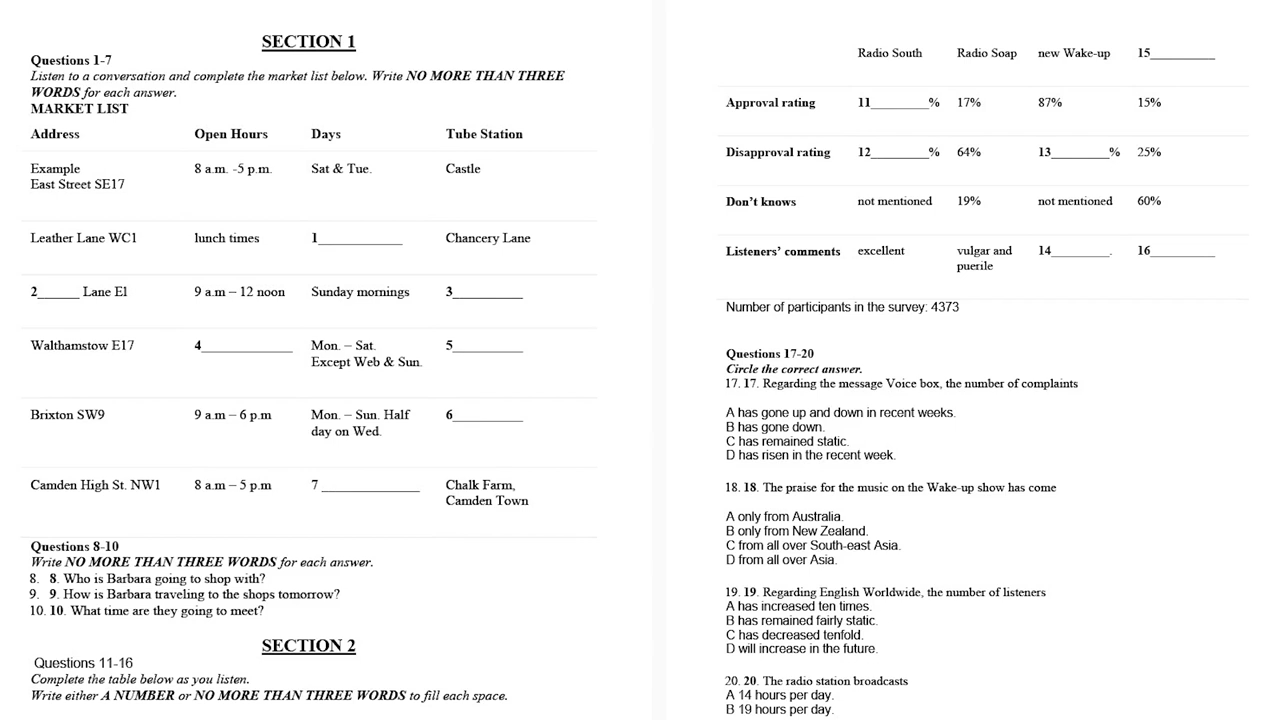 SECTION 1
Questions 1-7
Listen to a conversation and complete the market list below. Write NO MORE THAN THREE
WORDS for each answer.
MARKET LIST
Address Open Hours Days Tube Station
Example 8 a.m. -5 p.m. Sat & Tue. Castle
East Street SE17
Leather Lane WC1 lunch times 1_____________ Chancery Lane
2______ Lane E1 9 a.m – 12 noon Sunday mornings 3__________
Walthamstow E17 4_____________ Mon. – Sat. 5__________
Except Web & Sun.
Brixton SW9 9 a.m – 6 p.m Mon. – Sun. Half 6__________
day on Wed.
Camden High St. NW1 8 a.m – 5 p.m 7 ______________ Chalk Farm,
Camden Town
Questions 8-10
Write NO MORE THAN THREE WORDS for each answer.
8. 8. Who is Barbara going to shop with?
9. 9. How is Barbara traveling to the shops tomorrow?
10. 10. What time are they going to meet?
SECTION 2
Questions 11-16
Complete the table below as you listen.
Write either A NUMBER or NO MORE THAN THREE WORDS to fill each space.
Radio South Radio Soap new Wake-up 15_________
Approval rating 11________% 17% 87% 15%
Disapproval rating 12________% 64% 13________% 25%
Don't knows not mentioned 19% not mentioned 60%
Listeners' comments excellent vulgar and 14________. 16_________
puerile
Number of participants in the survey: 4373
Questions 17-20
Circle the correct answer.
17. 17. Regarding the message Voice box, the number of complaints
A has gone up and down in recent weeks.
B has gone down.
C has remained static.
D has risen in the recent week.
18. 18. The praise for the music on the Wake-up show has come
A only from Australia.
B only from New Zealand.
C from all over South-east Asia.
D from all over Asia.
19. 19. Regarding English Worldwide, the number of listeners
A has increased ten times.
B has remained fairly static.
C has decreased tenfold.
D will increase in the future.
20. 20. The radio station broadcasts
A 14 hours per day.
B 19 hours per day.